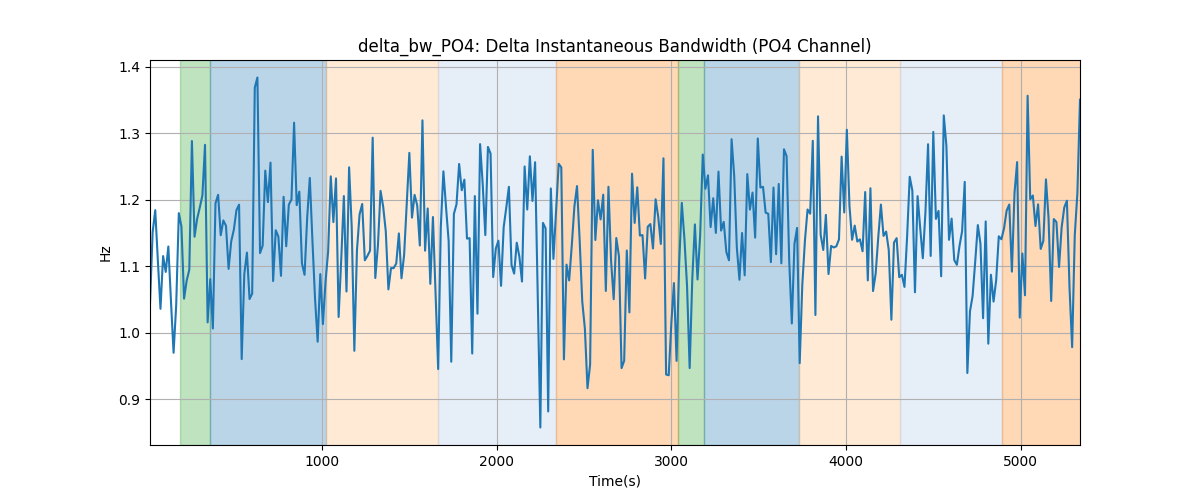 delta_bw_PO4: Delta Instantaneous Bandwidth (PO4 Channel)
1.4
1.3
1.2
1.1
1.0
0.9
Hz
1000 2000 3000 4000 5000
Time(s)